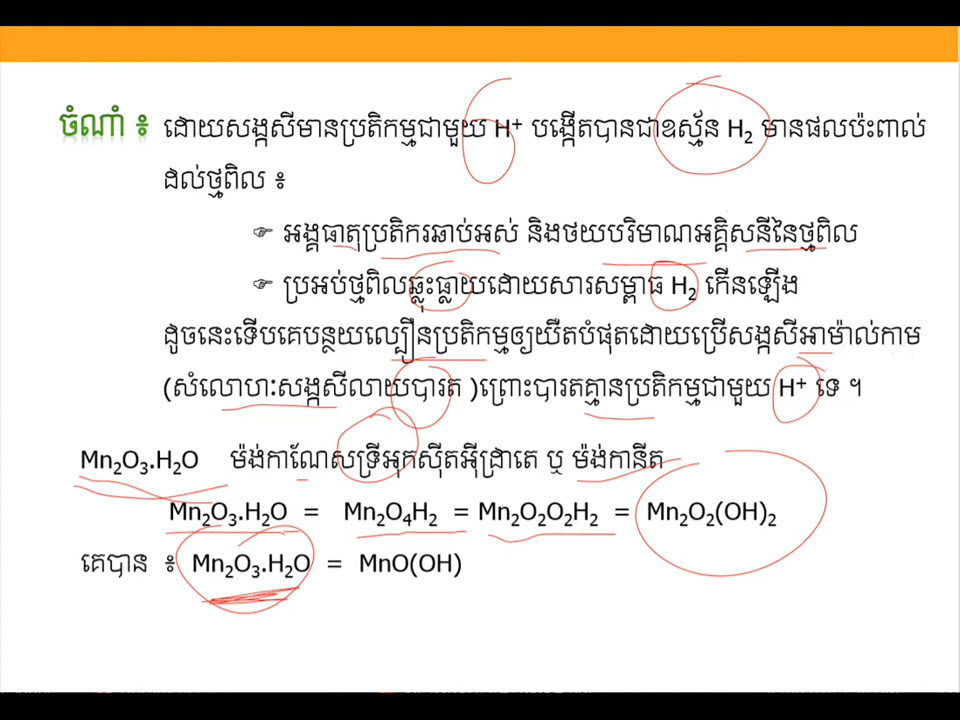 ចំណាំ ៖ ដោយសង្កសីមានប្រតិកម្មជាមួយ H⁺ បង្កើតបានជាឧស្ម័ន H₂ មានផលប៉ះពាល់
ដល់ថ្មពិល ៖
☞ អង្គធាតុប្រតិករឆាប់អស់ និងថយបរិមាណអគ្គិសនីនៃថ្មពិល
☞ ប្រអប់ថ្មពិលឆ្លុះធ្លាយដោយសារសម្ពាធ H₂ កើនឡើង
ដូចនេះទើបគេបន្ថយល្បឿនប្រតិកម្មឲ្យយឺតបំផុតដោយប្រើសង្កសីអាម៉ាល់កាម
(សំលោហៈសង្កសីលាយបារត )ព្រោះបារតគ្មានប្រតិកម្មជាមួយ H⁺ ទេ ។
Mn₂O₃.H₂O ម៉ង់កាណែសទ្រីអុកស៊ីតអ៊ីដ្រាតេ ឬ ម៉ង់កានីត
Mn₂O₃.H₂O = Mn₂O₄H₂ = Mn₂O₂O₂H₂ = Mn₂O₂(OH)₂
គេបាន ៖ Mn₂O₃.H₂O = MnO(OH)